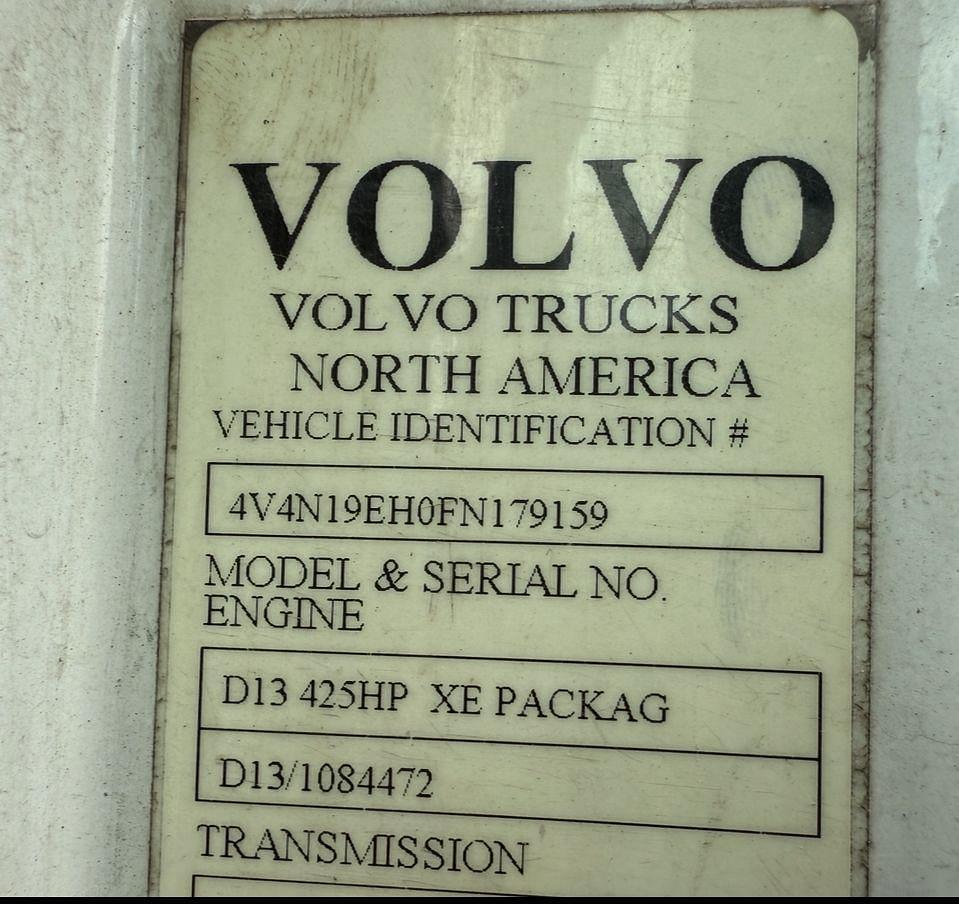 VOLVO
VOLVO TRUCKS
NORTH AMERICA
VEHICLE IDENTIFICATION #
4V4N19EH0FN179159
MODEL & SERIAL NO.
ENGINE
D13 425HP XE PACKAG
D13/1084472
TRANSMISSION